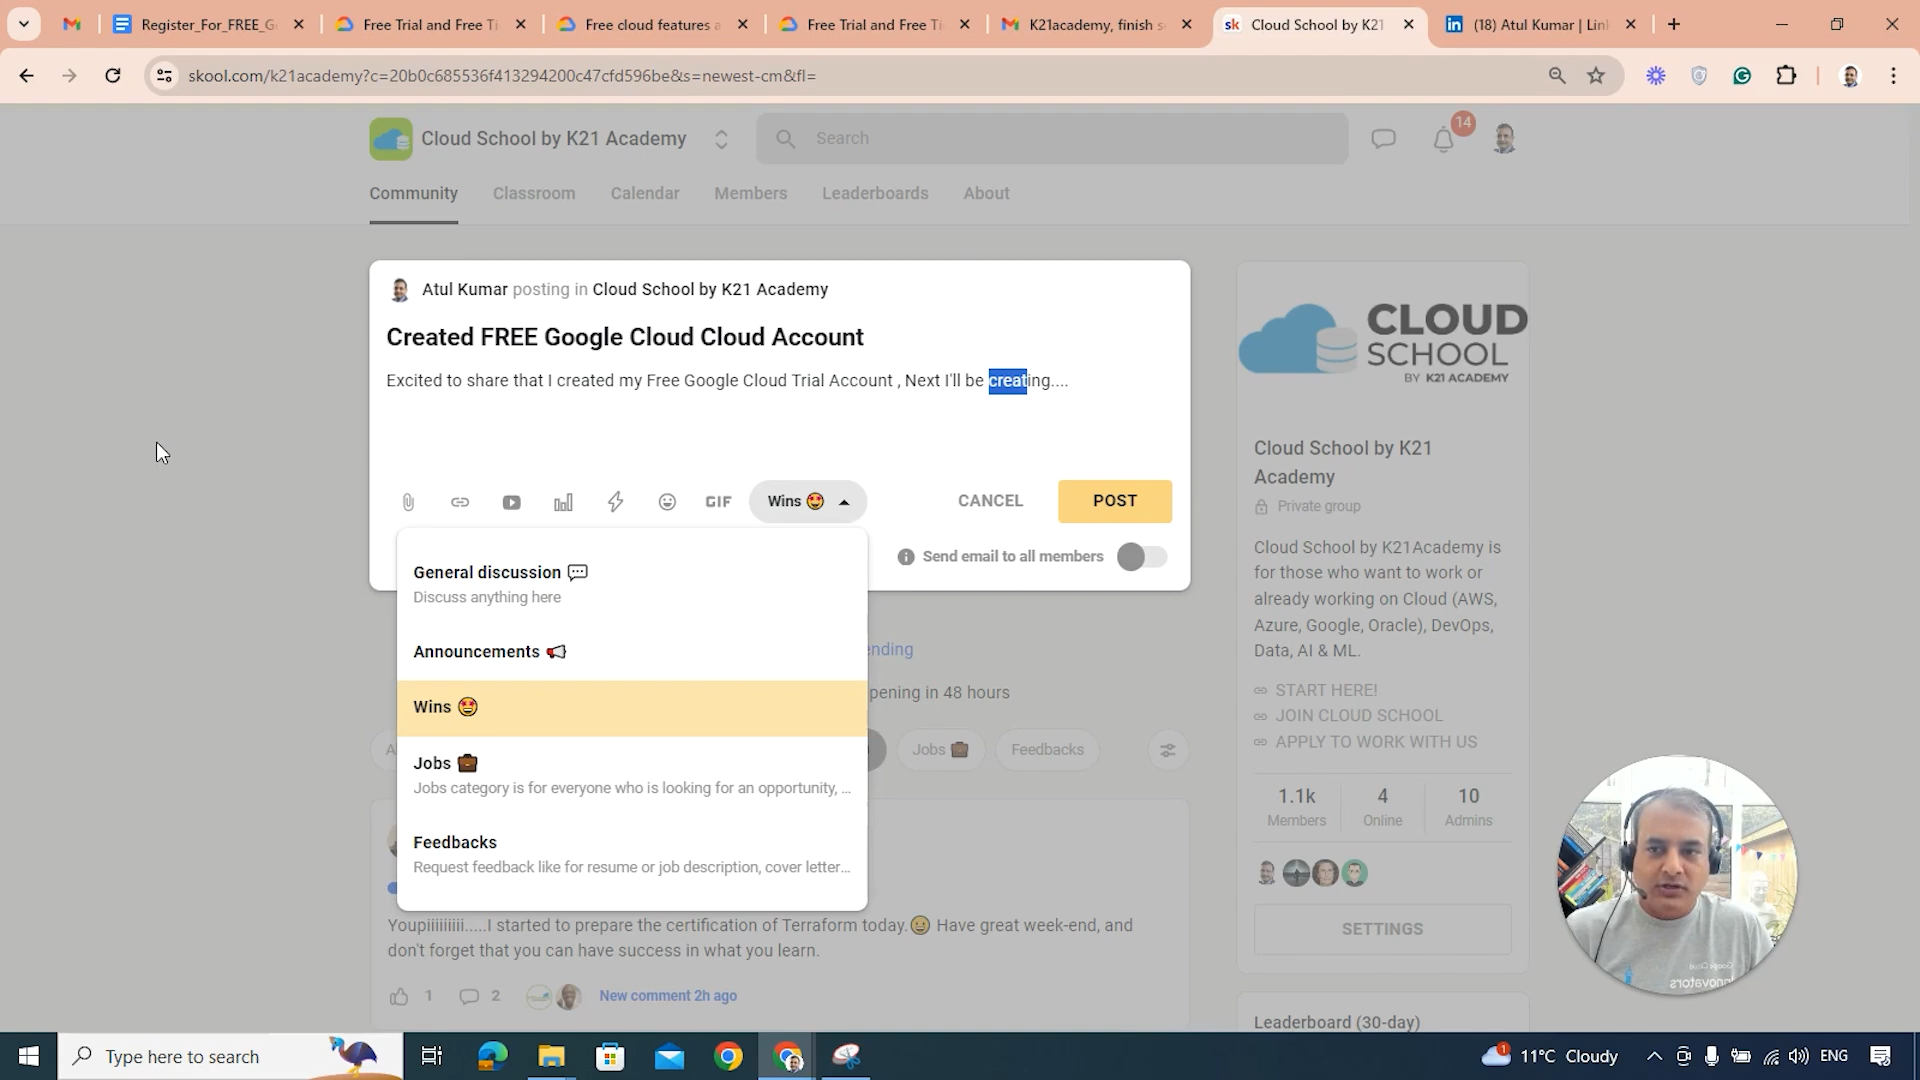 Register_For_FREE_G
Free Trial and Free Ti
Free cloud features a
Free Trial and Free Ti
K21academy, finish s
sk
Cloud School by K21
(18) Atul Kumar | Lin
skool.com/k21academy?c=20b0c685536f413294200c47cfd596be&s=newest-cm&fl=
Cloud School by K21 Academy
Search
14
Community
Classroom
Calendar
Members
Leaderboards
About
Atul Kumar posting in Cloud School by K21 Academy
Created FREE Google Cloud Cloud Account
Excited to share that I created my Free Google Cloud Trial Account , Next I'll be creating....
GIF
Wins
CANCEL
POST
Send email to all members
General discussion
Discuss anything here
Announcements
Wins
Jobs
Jobs category is for everyone who is looking for an opportunity, ...
Feedbacks
Request feedback like for resume or job description, cover letter...
ending
pening in 48 hours
Jobs
Feedbacks
Youpiiiiiiiii.....I started to prepare the certification of Terraform today. Have great week-end, and
don't forget that you can have success in what you learn.
1
2
New comment 2h ago
CLOUD
SCHOOL
BY K21 ACADEMY
Cloud School by K21
Academy
Private group
Cloud School by K21Academy is
for those who want to work or
already working on Cloud (AWS,
Azure, Google, Oracle), DevOps,
Data, AI & ML.
START HERE!
JOIN CLOUD SCHOOL
APPLY TO WORK WITH US
1.1k
Members
4
Online
10
Admins
SETTINGS
Leaderboard (30-day)
Type here to search
1
11°C Cloudy
ENG